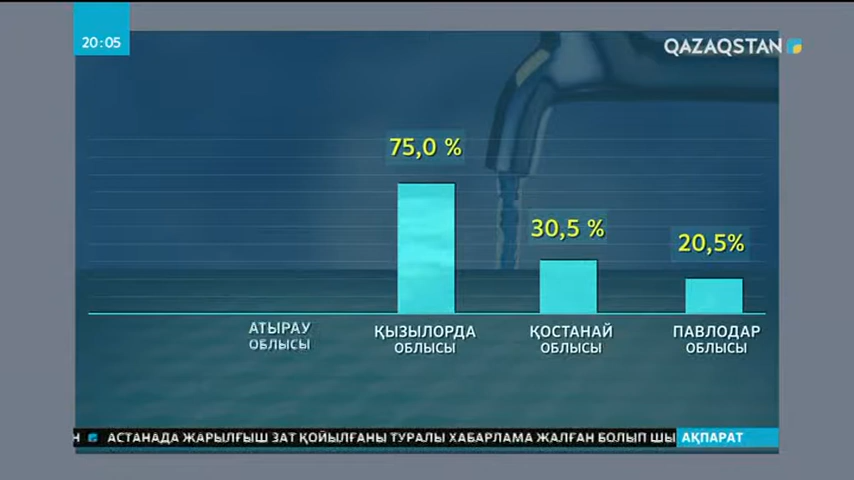 20:05
QAZAQSTAN
75,0 %
30,5 %
20,5%
АТЫРАУ
ОБЛЫСЫ
ҚЫЗЫЛОРДА
ОБЛЫСЫ
ҚОСТАНАЙ
ОБЛЫСЫ
ПАВЛОДАР
ОБЛЫСЫ
Н АСТАНАДА ЖАРЫЛҒЫШ ЗАТ ҚОЙЫЛҒАНЫ ТУРАЛЫ ХАБАРЛАМА ЖАЛҒАН БОЛЫП ШЫ АҚПАРАТ